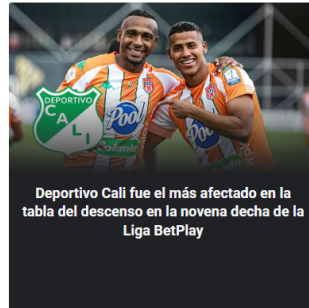 DEPORTIVO
CALI
Pool
Pool
Deportivo Cali fue el más afectado en la
tabla del descenso en la novena decha de la
Liga BetPlay